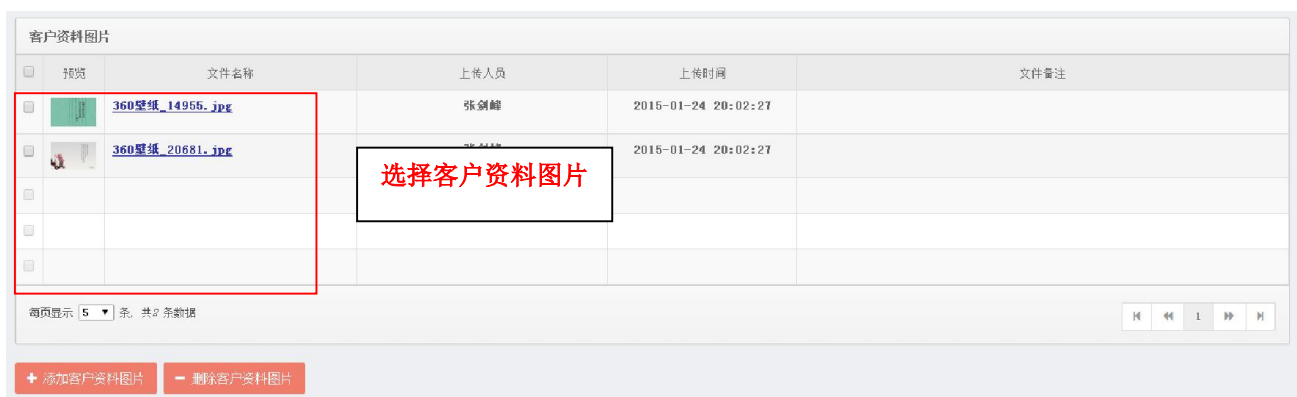 客户资料图片
预览 文件名称 上传人员 上传时间 文件备注
360壁纸_14955.jpg 张剑峰 2015-01-24 20:02:27
360壁纸_20681.jpg 2015-01-24 20:02:27
选择客户资料图片
每页显示 5 条, 共2 条数据
1
添加客户资料图片 删除客户资料图片